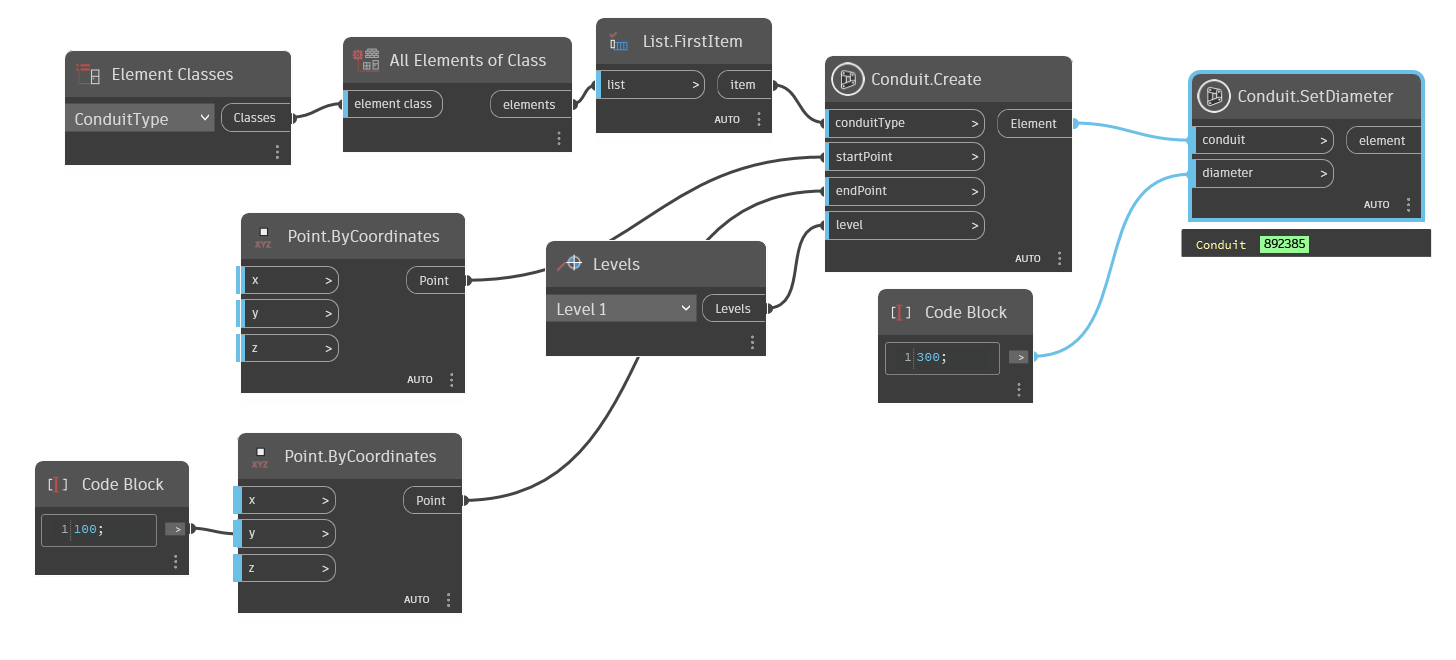 Element Classes
ConduitType
Classes
All Elements of Class
element class
elements
List.FirstItem
list >
item
AUTO
Conduit.Create
conduitType >
Element
startPoint >
endPoint >
level >
AUTO
Conduit.SetDiameter
conduit >
element
diameter >
AUTO
Conduit 892385
XYZ
Point.ByCoordinates
x >
Point
y >
z >
AUTO
Levels
Level 1
Levels
[I] Code Block
1 300;
>
[I] Code Block
1 100;
>
XYZ
Point.ByCoordinates
x >
Point
y >
z >
AUTO